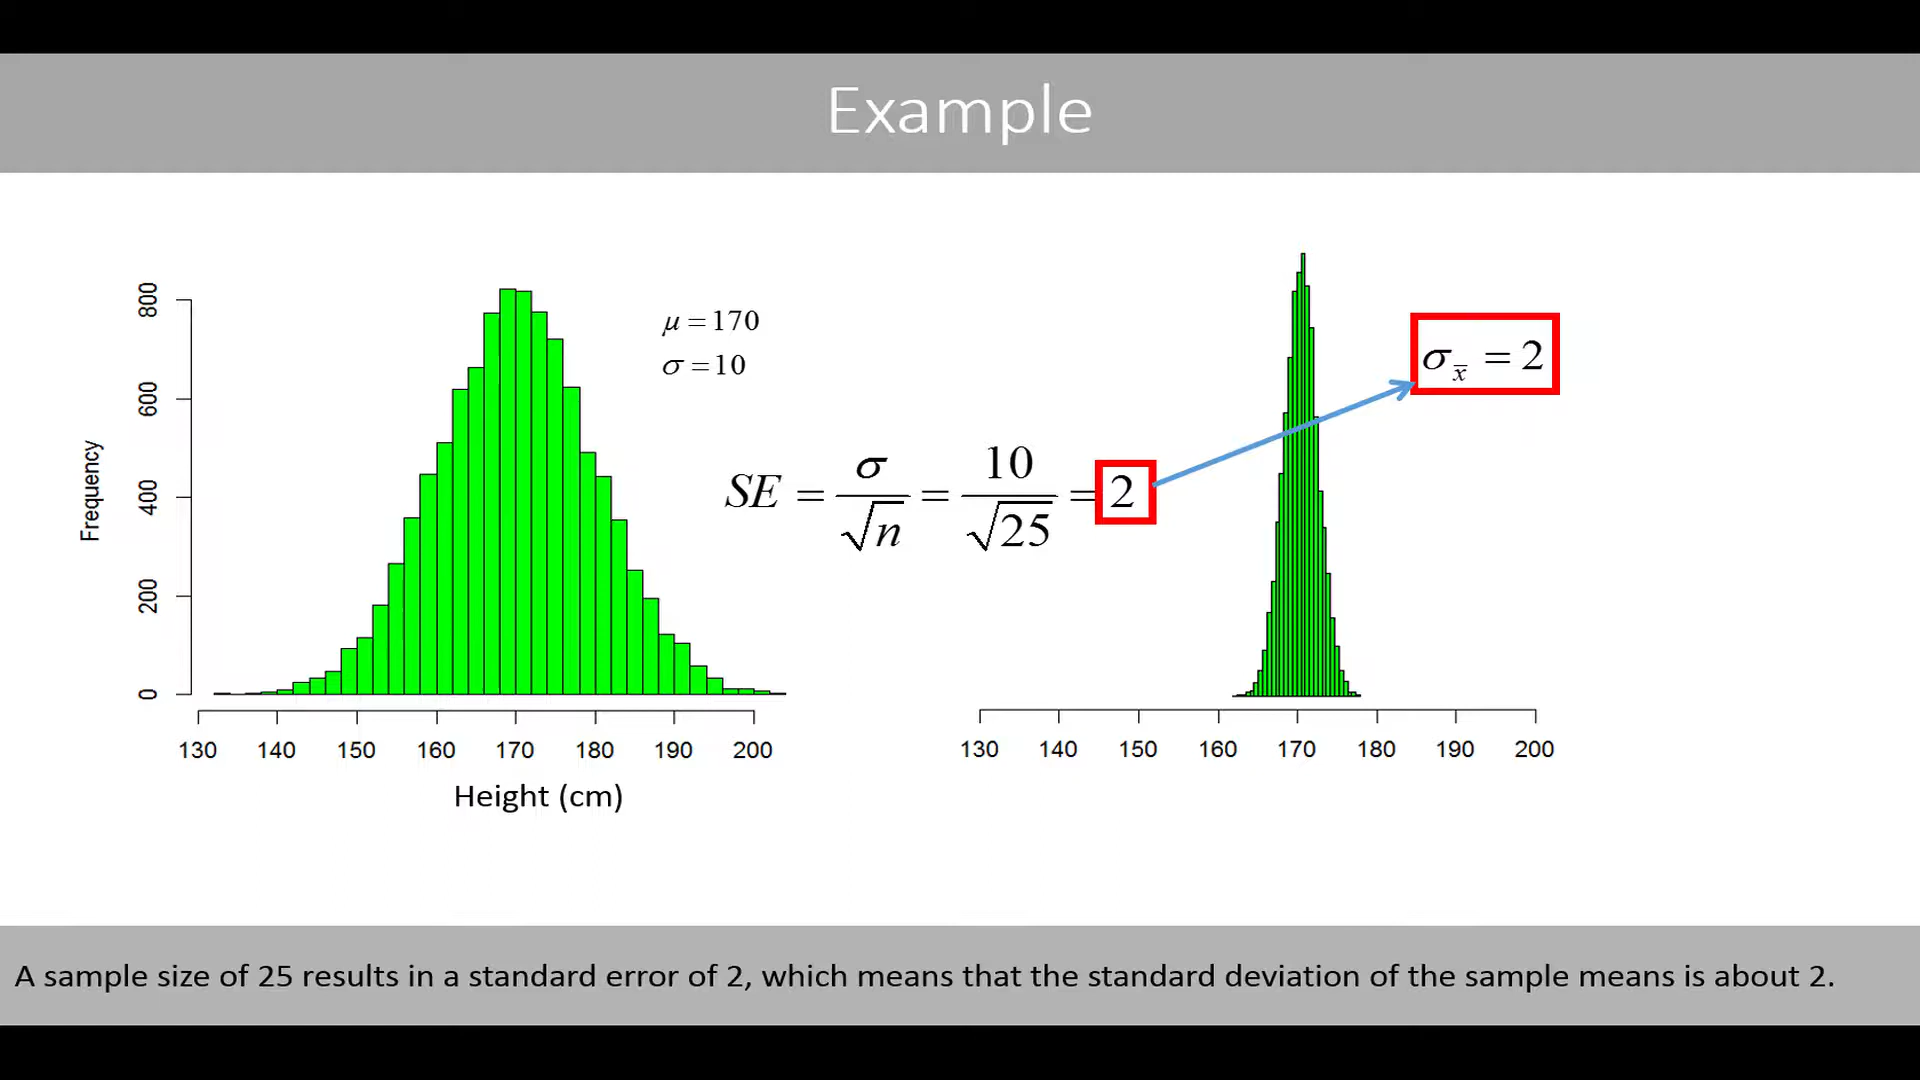 Example
800
600
400
200
0
Frequency
μ = 170
σ = 10
SE = σ/√n = 10/√25 = 2
σx̅ = 2
130 140 150 160 170 180 190 200
Height (cm)
130 140 150 160 170 180 190 200
A sample size of 25 results in a standard error of 2, which means that the standard deviation of the sample means is about 2.